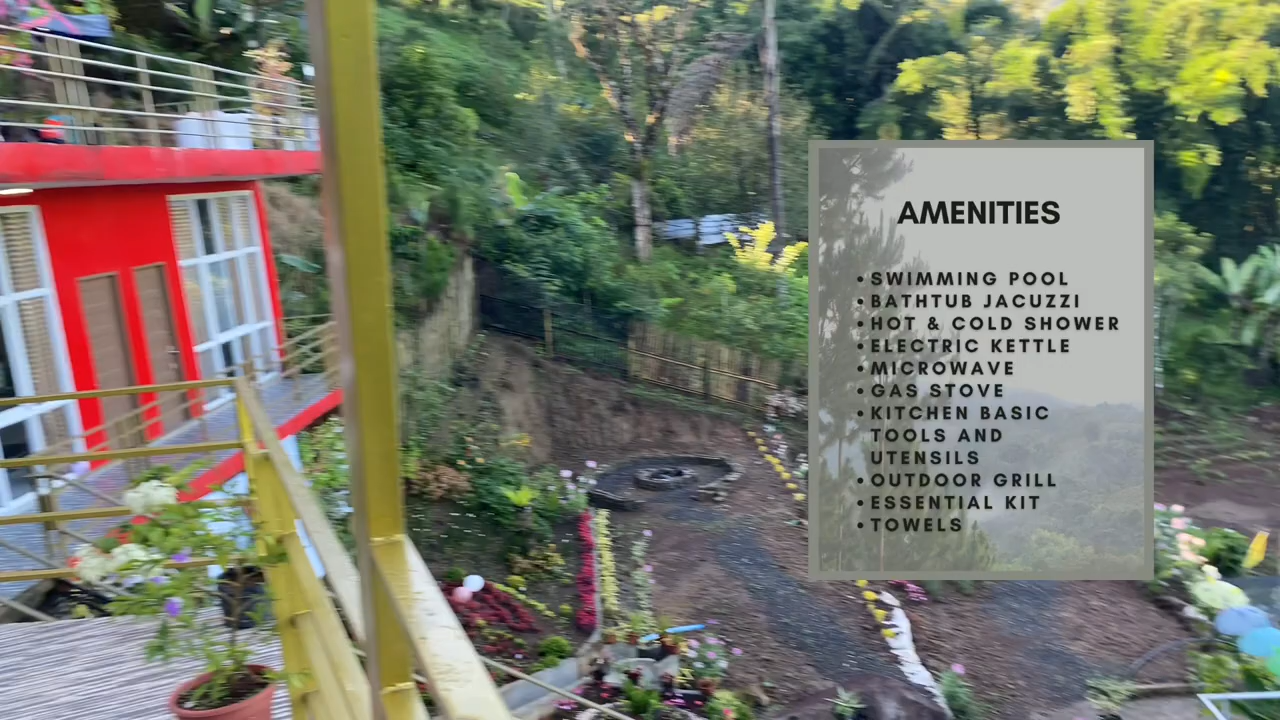 AMENITIES
• SWIMMING POOL
• BATHTUB JACUZZI
• HOT & COLD SHOWER
• ELECTRIC KETTLE
• MICROWAVE
• GAS STOVE
• KITCHEN BASIC
TOOLS AND
UTENSILS
• OUTDOOR GRILL
• ESSENTIAL KIT
• TOWELS